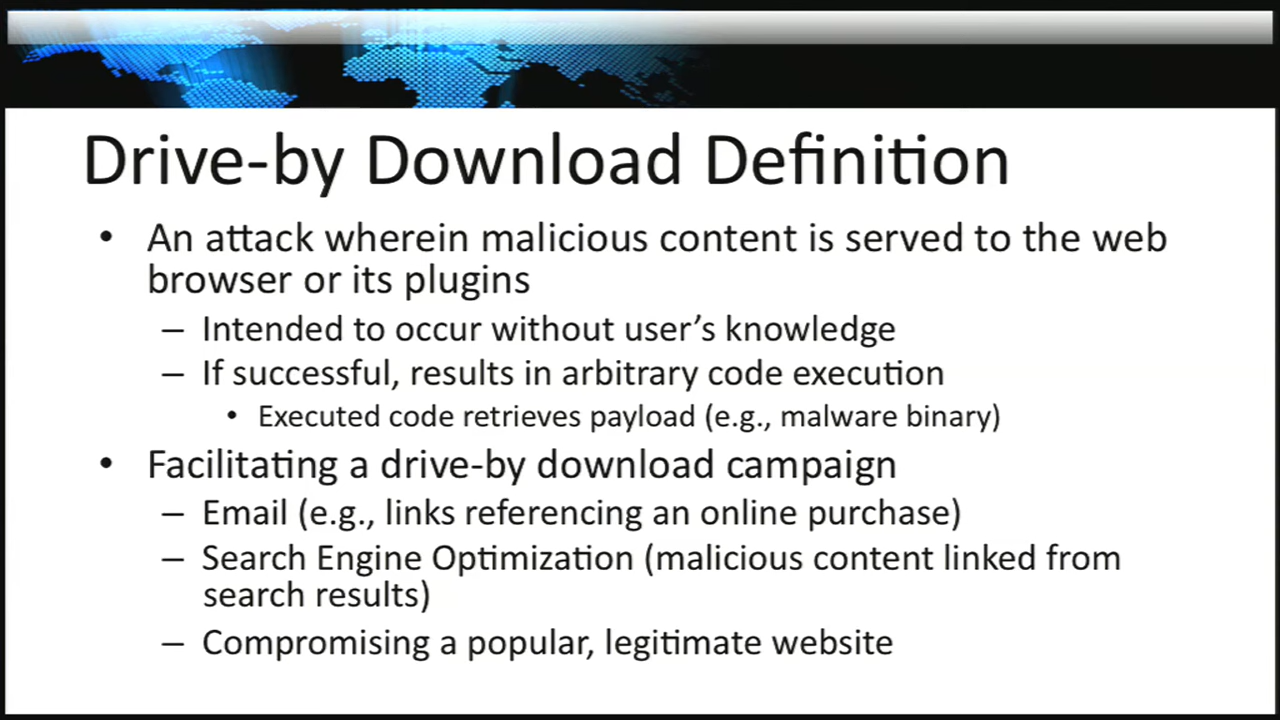 Drive-by Download Definition
• An attack wherein malicious content is served to the web
browser or its plugins
– Intended to occur without user’s knowledge
– If successful, results in arbitrary code execution
• Executed code retrieves payload (e.g., malware binary)
• Facilitating a drive-by download campaign
– Email (e.g., links referencing an online purchase)
– Search Engine Optimization (malicious content linked from
search results)
– Compromising a popular, legitimate website